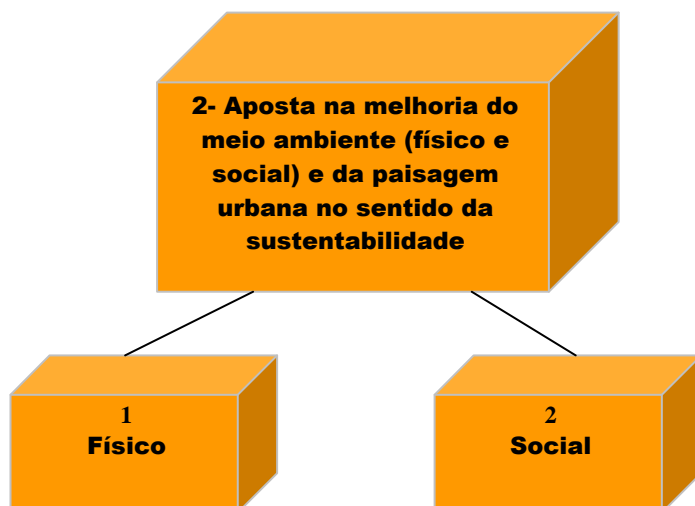 2- Aposta na melhoria do
meio ambiente (físico e
social) e da paisagem
urbana no sentido da
sustentabilidade
1
Físico
2
Social